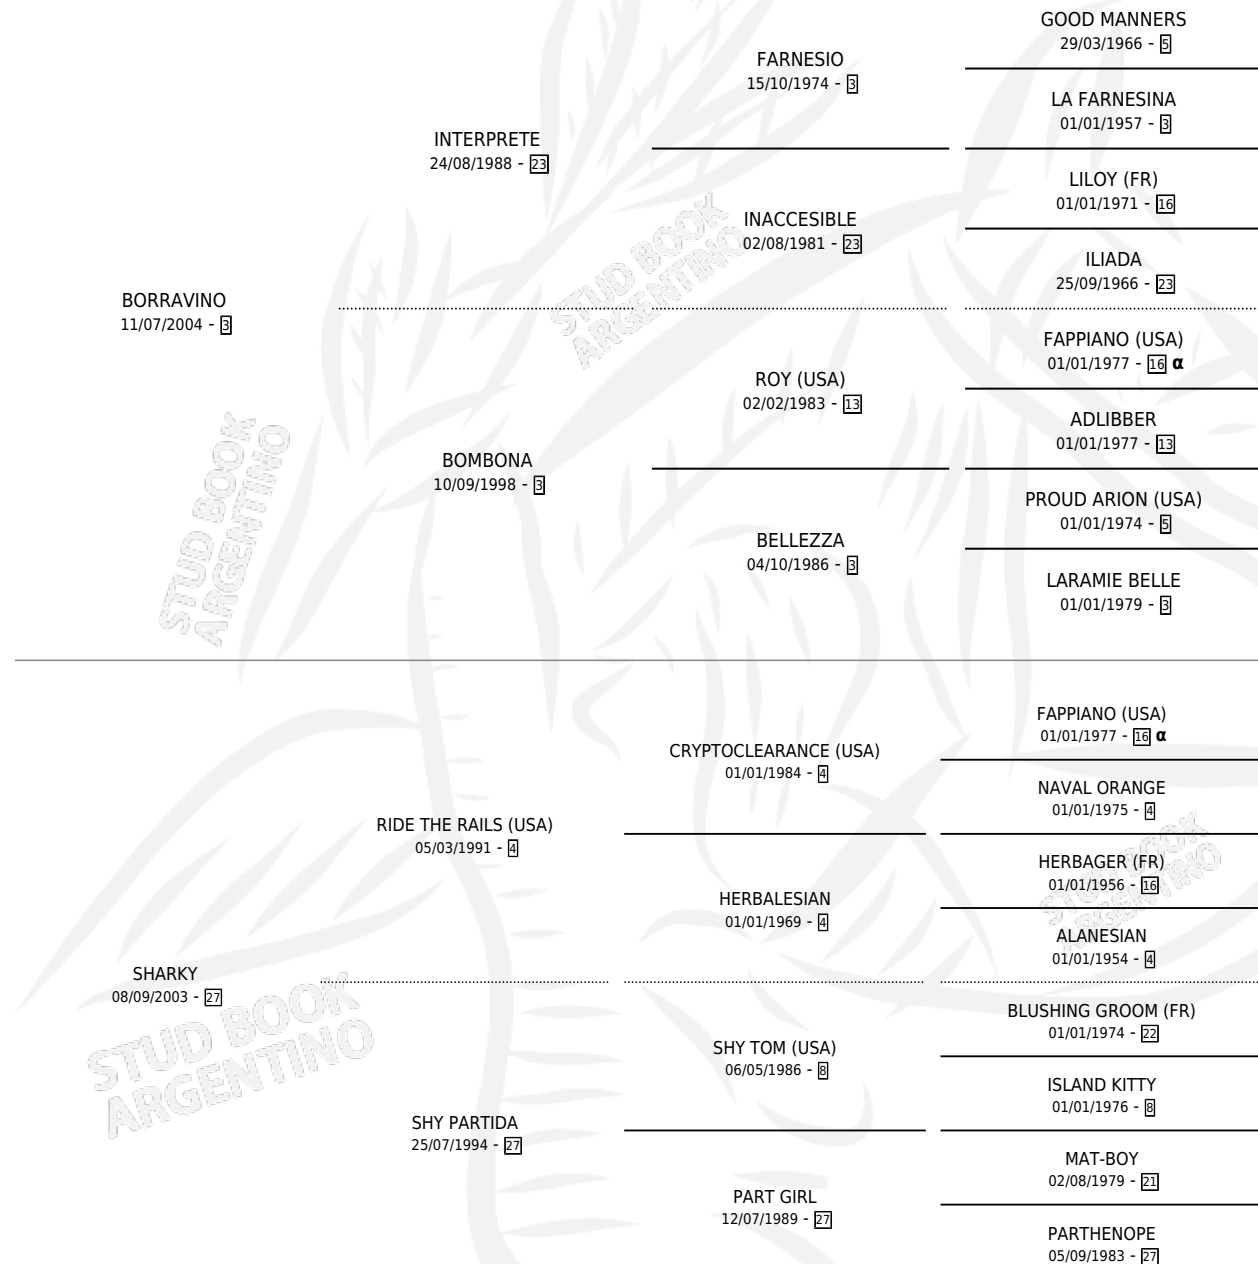 GOOD MANNERS
29/03/1966 - 5
FARNESIO
15/10/1974 - 3
LA FARNESINA
01/01/1957 - 3
INTERPRETE
24/08/1988 - 23
LILOY (FR)
01/01/1971 - 16
INACCESIBLE
02/08/1981 - 23
ILIADA
25/09/1966 - 23
BORRAVINO
11/07/2004 - 3
FAPPIANO (USA)
01/01/1977 - 16 α
ROY (USA)
02/02/1983 - 13
ADLIBBER
01/01/1977 - 13
BOMBONA
10/09/1998 - 3
PROUD ARION (USA)
01/01/1974 - 5
BELLEZZA
04/10/1986 - 3
LARAMIE BELLE
01/01/1979 - 3
STUD BOOK
ARGENTINO
STUD BOOK
ARGENTINO
FAPPIANO (USA)
01/01/1977 - 16 α
CRYPTOCLEARANCE (USA)
01/01/1984 - 4
NAVAL ORANGE
01/01/1975 - 4
RIDE THE RAILS (USA)
05/03/1991 - 4
HERBAGER (FR)
01/01/1956 - 16
HERBALESIAN
01/01/1969 - 4
ALANESIAN
01/01/1954 - 4
SHARKY
08/09/2003 - 27
BLUSHING GROOM (FR)
01/01/1974 - 22
SHY TOM (USA)
06/05/1986 - 8
ISLAND KITTY
01/01/1976 - 8
SHY PARTIDA
25/07/1994 - 27
MAT-BOY
02/08/1979 - 21
PART GIRL
12/07/1989 - 27
PARTHENOPE
05/09/1983 - 27
STUD BOOK
ARGENTINO
STUD BOOK
ARGENTINO